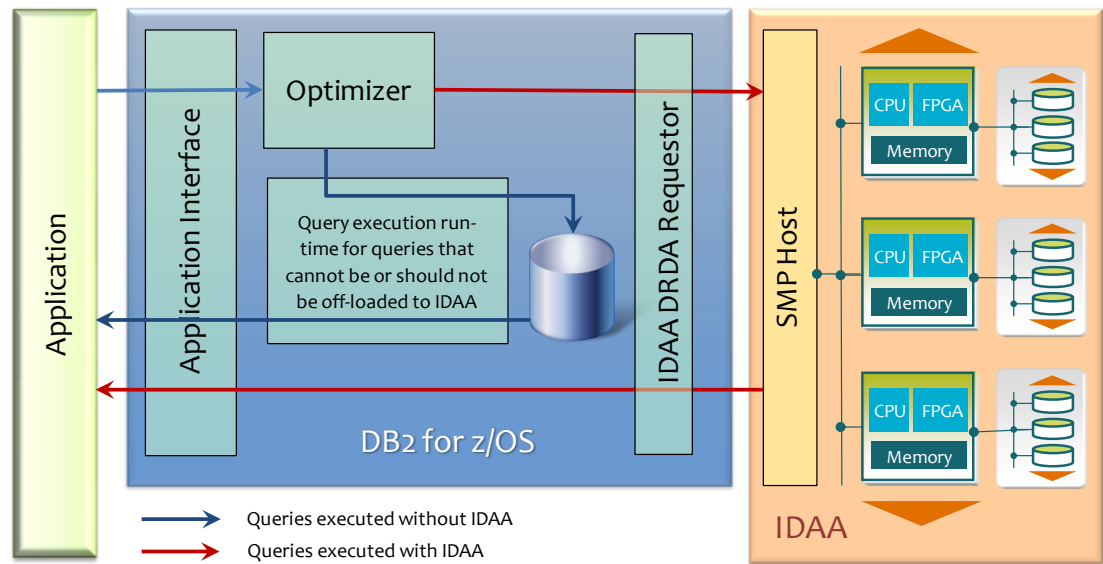 Application
Application Interface
Optimizer
Query execution run-
time for queries that
cannot be or should not
be off-loaded to IDAA
IDAA DRDA Requestor
DB2 for z/OS
SMP Host
CPU
FPGA
Memory
CPU
FPGA
Memory
CPU
FPGA
Memory
IDAA
Queries executed without IDAA
Queries executed with IDAA